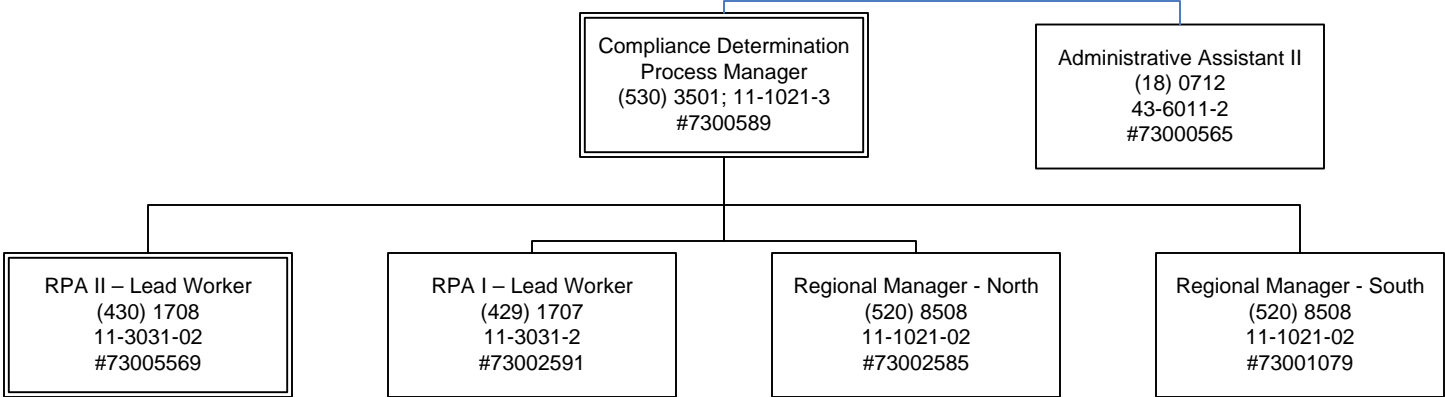 Compliance Determination
Process Manager
(530) 3501; 11-1021-3
#7300589
Administrative Assistant II
(18) 0712
43-6011-2
#73000565
RPA II – Lead Worker
(430) 1708
11-3031-02
#73005569
RPA I – Lead Worker
(429) 1707
11-3031-2
#73002591
Regional Manager - North
(520) 8508
11-1021-02
#73002585
Regional Manager - South
(520) 8508
11-1021-02
#73001079